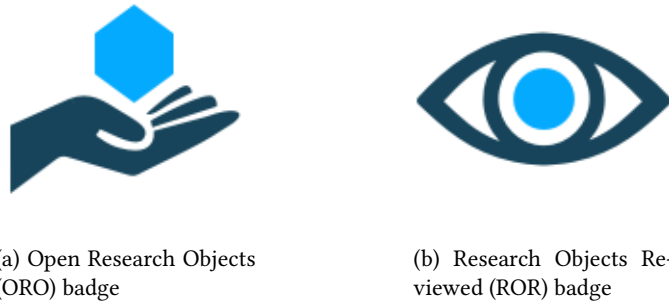 (a) Open Research Objects
(ORO) badge
(b) Research Objects Re-
viewed (ROR) badge